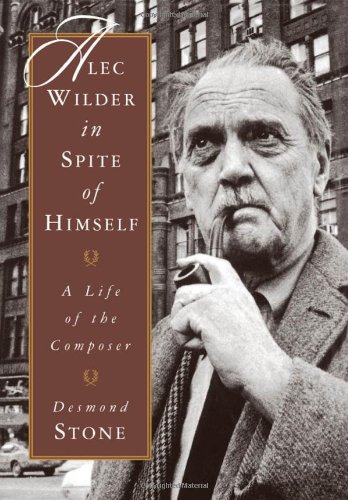 Alec
Wilder
in
Spite
of
Himself
A Life
of the
Composer
Desmond
Stone